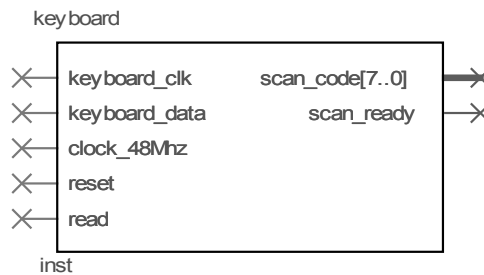 keyboard
keyboard_clk scan_code[7..0]
keyboard_data scan_ready
clock_48Mhz
reset
read
inst